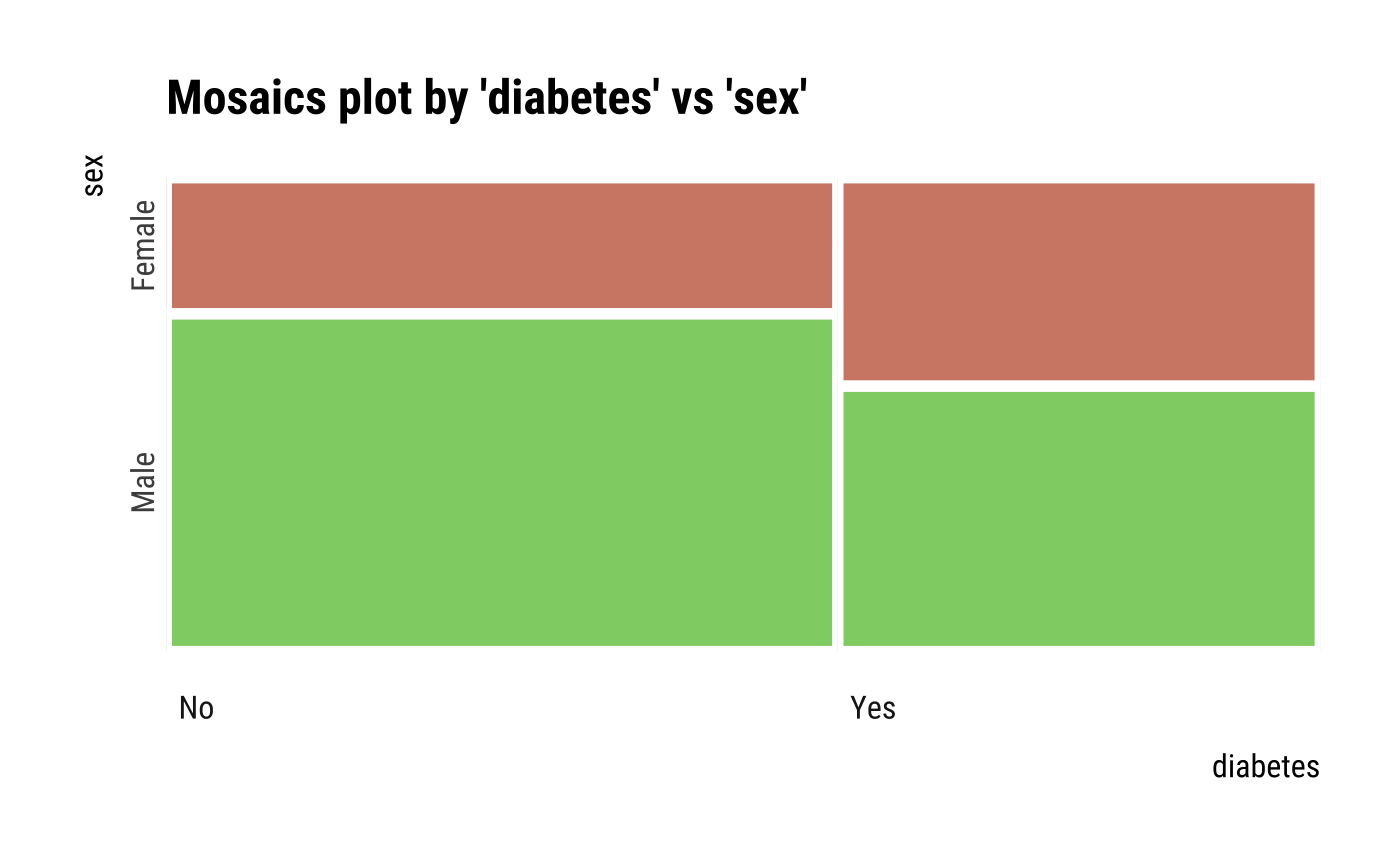 Mosaics plot by 'diabetes' vs 'sex'
sex
Female
Male
No
Yes
diabetes